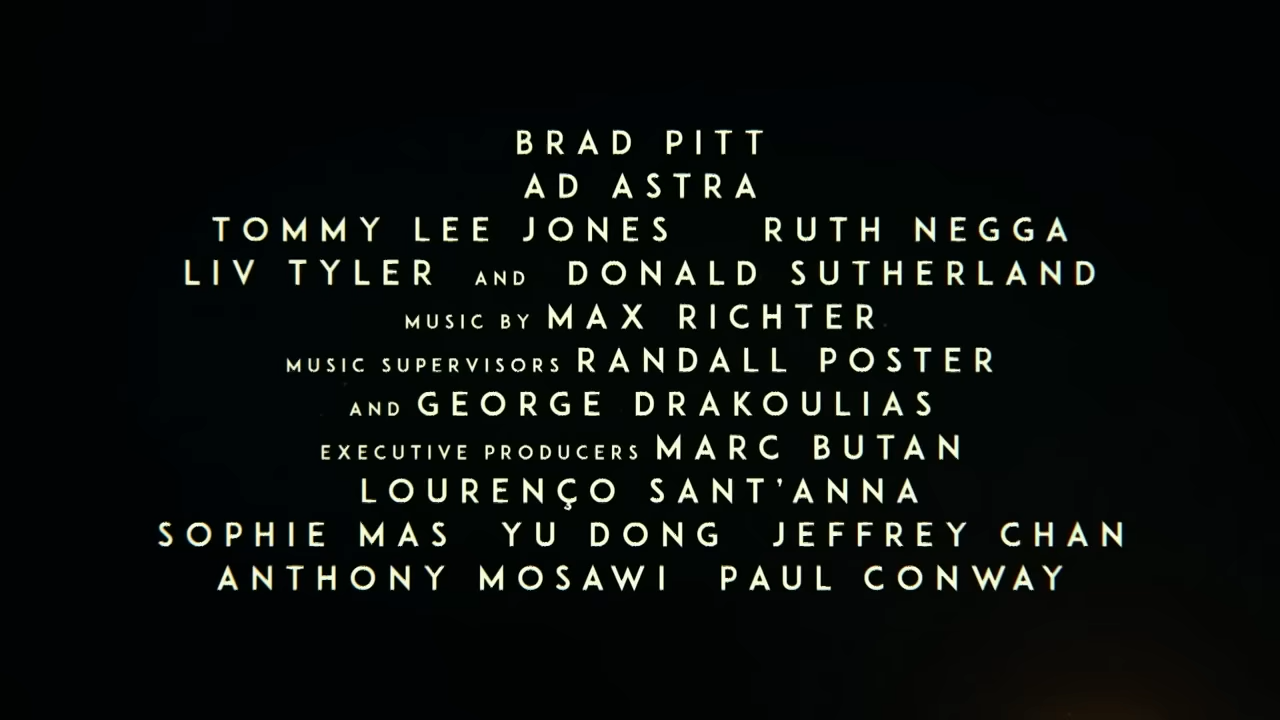 BRAD PITT
AD ASTRA
TOMMY LEE JONES RUTH NEGGA
LIV TYLER AND DONALD SUTHERLAND
MUSIC BY MAX RICHTER
MUSIC SUPERVISORS RANDALL POSTER
AND GEORGE DRAKOULIAS
EXECUTIVE PRODUCERS MARC BUTAN
LOURENÇO SANT'ANNA
SOPHIE MAS YU DONG JEFFREY CHAN
ANTHONY MOSAWI PAUL CONWAY